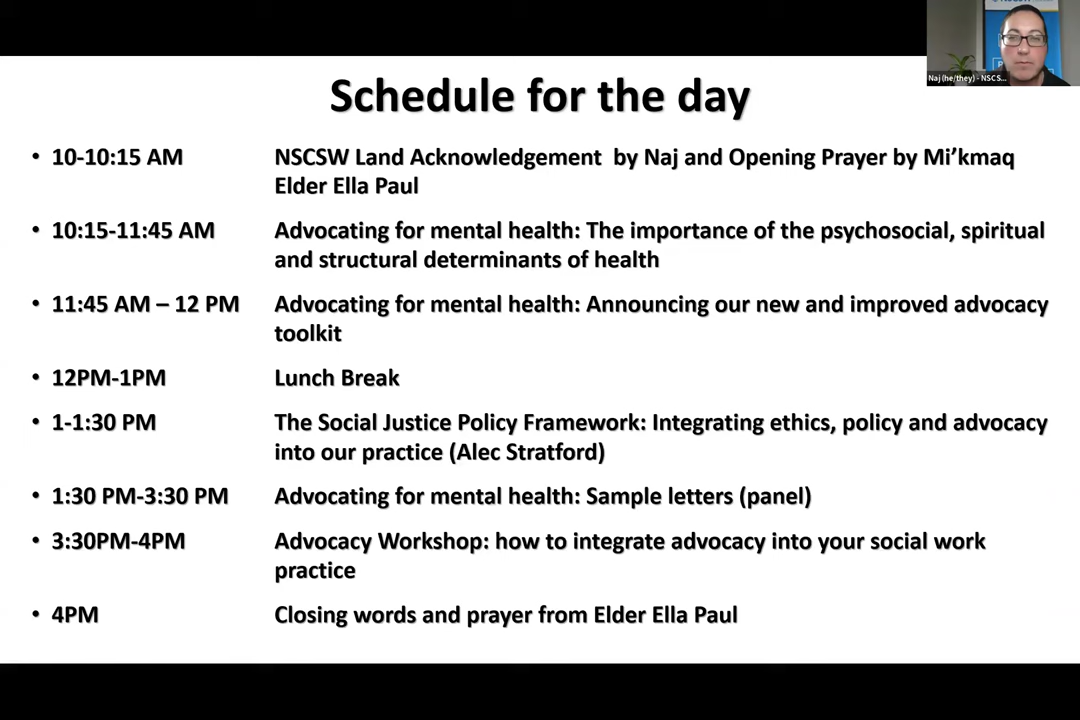 Schedule for the day
• 10-10:15 AM NSCSW Land Acknowledgement by Naj and Opening Prayer by Mi’kmaq
Elder Ella Paul
• 10:15-11:45 AM Advocating for mental health: The importance of the psychosocial, spiritual
and structural determinants of health
• 11:45 AM – 12 PM Advocating for mental health: Announcing our new and improved advocacy
toolkit
• 12PM-1PM Lunch Break
• 1-1:30 PM The Social Justice Policy Framework: Integrating ethics, policy and advocacy
into our practice (Alec Stratford)
• 1:30 PM-3:30 PM Advocating for mental health: Sample letters (panel)
• 3:30PM-4PM Advocacy Workshop: how to integrate advocacy into your social work
practice
• 4PM Closing words and prayer from Elder Ella Paul
Naj (he/they) - NSCS...